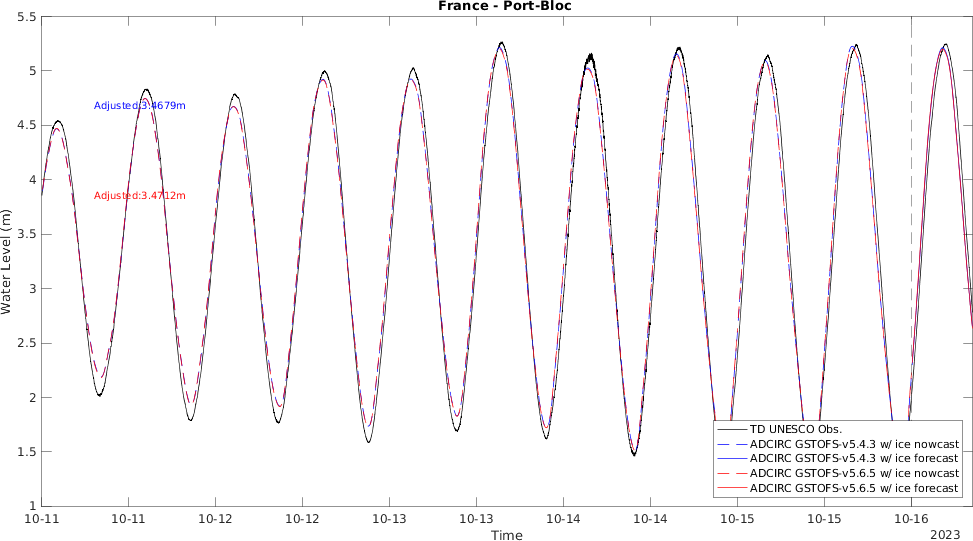 France - Port-Bloc
5.5
5
4.5
4
3.5
3
2.5
2
1.5
1
Water Level (m)
Adjusted:3.4679m
Adjusted:3.4712m
TD UNESCO Obs.
ADCIRC GSTOFS-v5.4.3 w/ ice nowcast
ADCIRC GSTOFS-v5.4.3 w/ ice forecast
ADCIRC GSTOFS-v5.6.5 w/ ice nowcast
ADCIRC GSTOFS-v5.6.5 w/ ice forecast
10-11 10-11 10-12 10-12 10-13 10-13 10-14 10-14 10-15 10-15 10-16
Time
2023